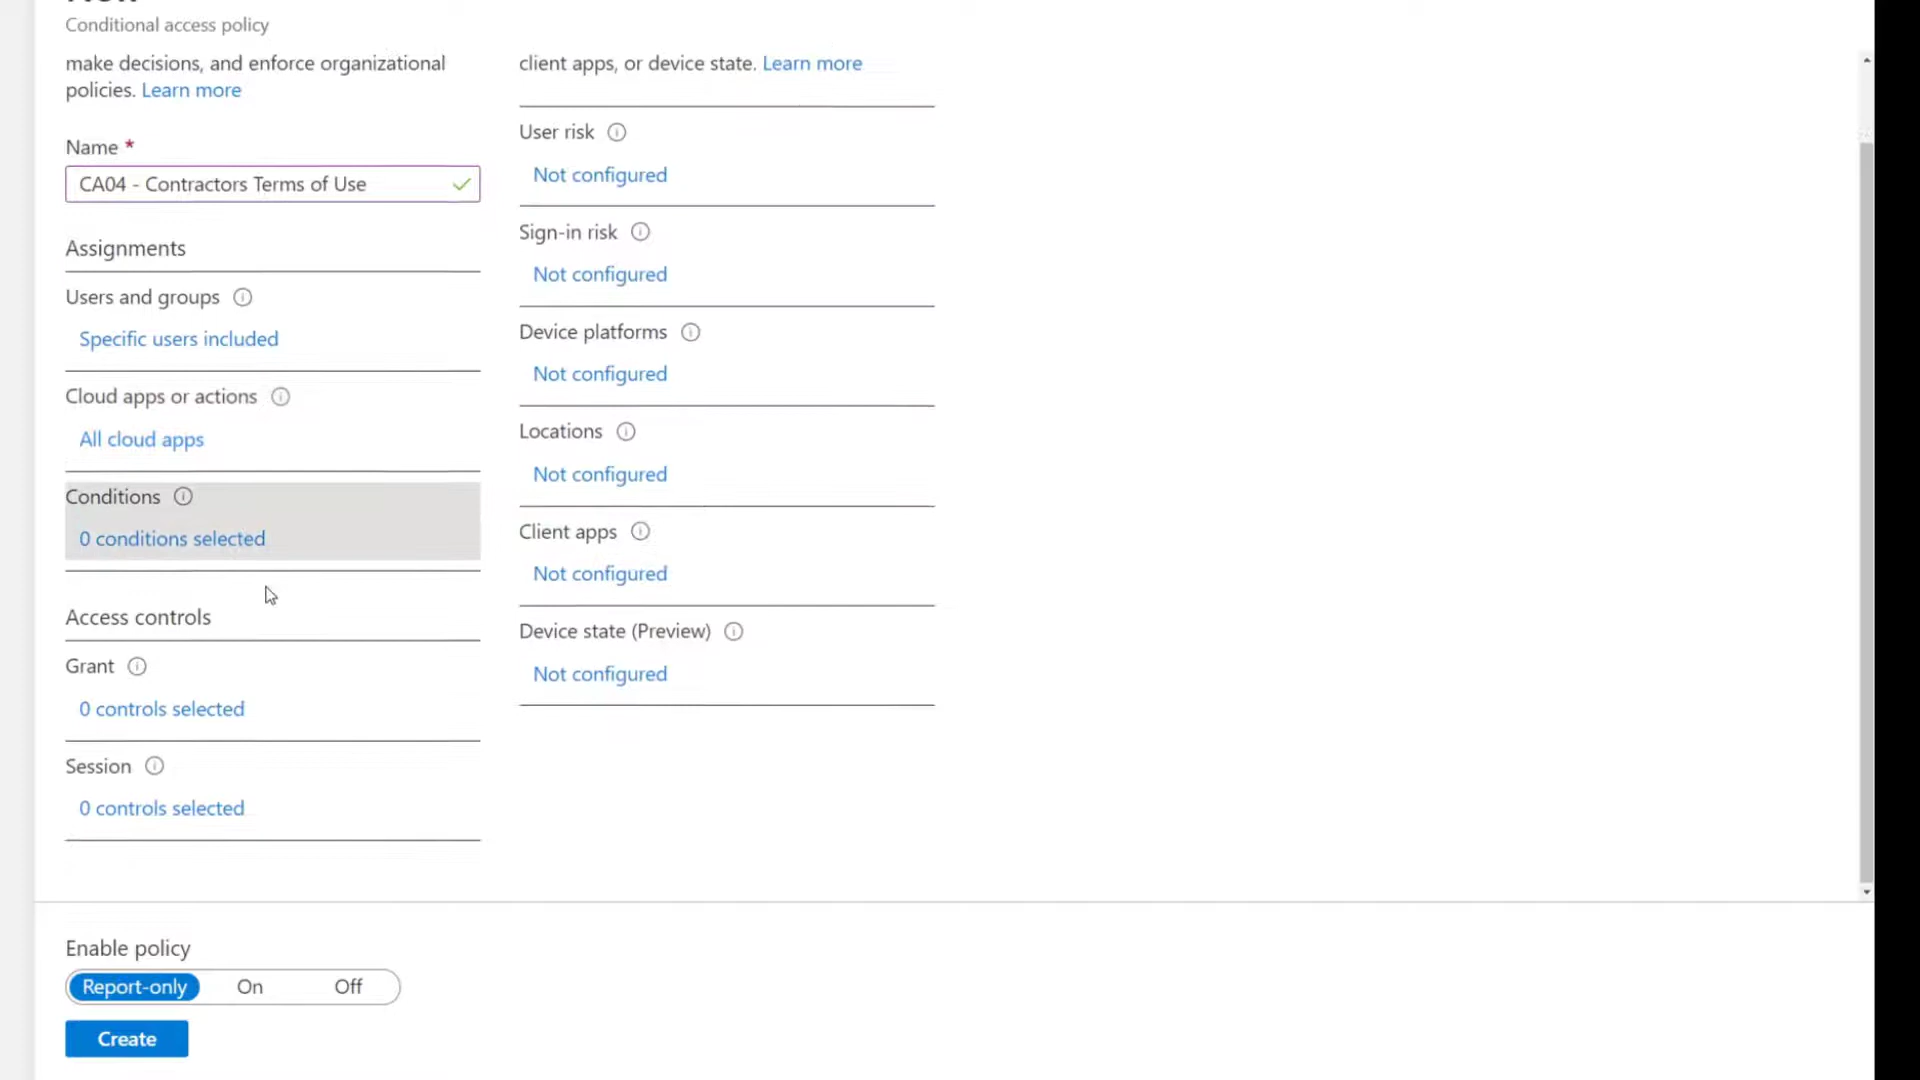 Conditional access policy
make decisions, and enforce organizational
policies. Learn more
Name *
CA04 - Contractors Terms of Use
Assignments
Users and groups
Specific users included
Cloud apps or actions
All cloud apps
Conditions
0 conditions selected
Access controls
Grant
0 controls selected
Session
0 controls selected
client apps, or device state. Learn more
User risk
Not configured
Sign-in risk
Not configured
Device platforms
Not configured
Locations
Not configured
Client apps
Not configured
Device state (Preview)
Not configured
Enable policy
Report-only On Off
Create